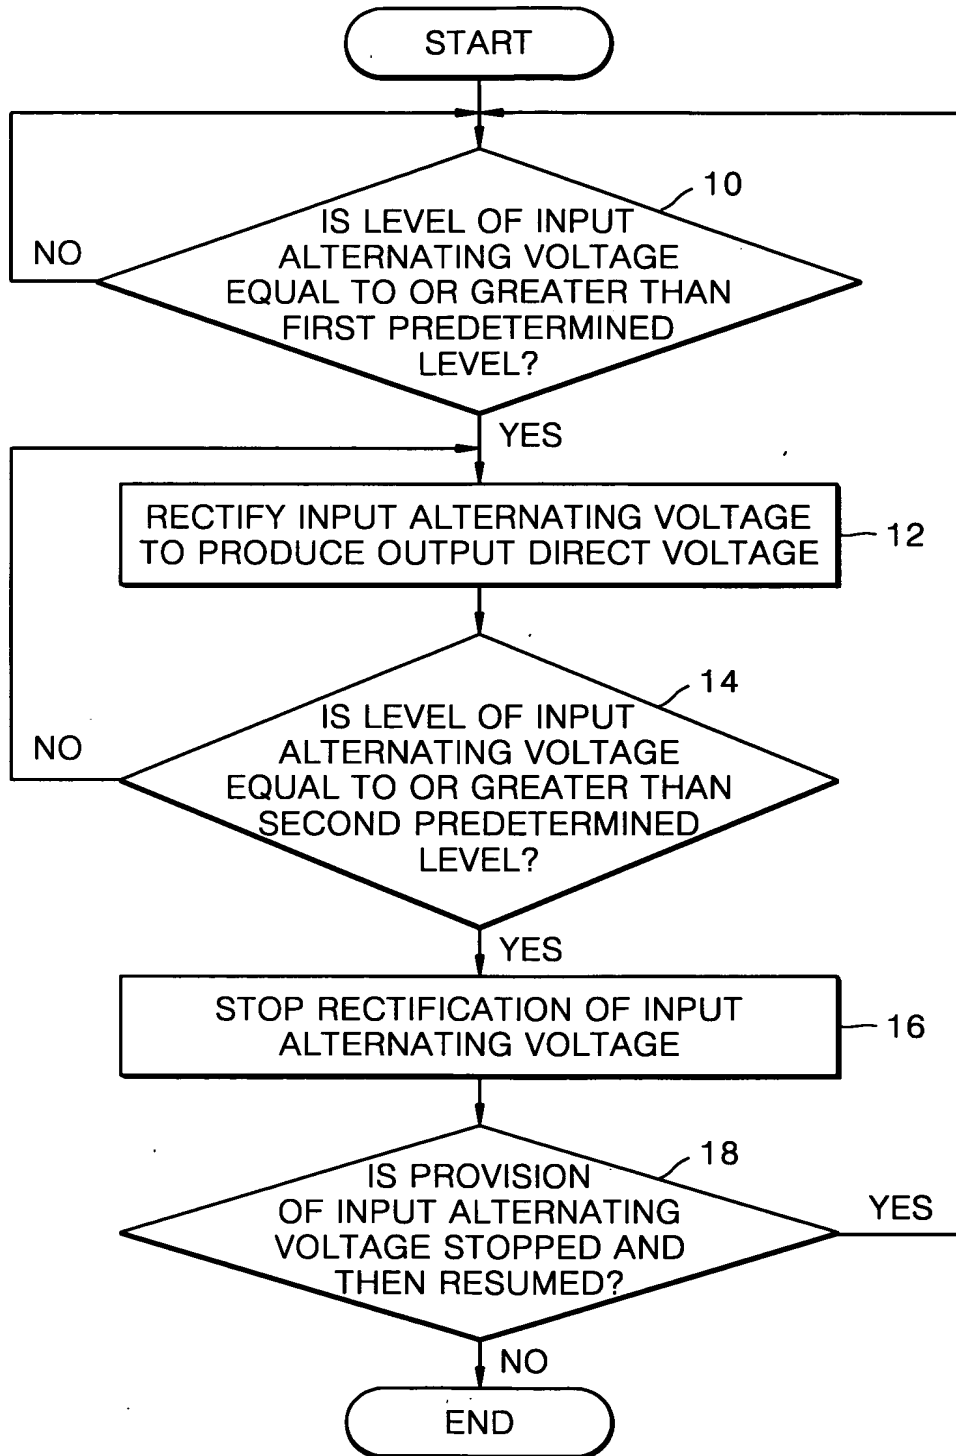 START
10
IS LEVEL OF INPUT
ALTERNATING VOLTAGE
EQUAL TO OR GREATER THAN
FIRST PREDETERMINED
LEVEL?
NO
YES
RECTIFY INPUT ALTERNATING VOLTAGE
TO PRODUCE OUTPUT DIRECT VOLTAGE
12
14
IS LEVEL OF INPUT
ALTERNATING VOLTAGE
EQUAL TO OR GREATER THAN
SECOND PREDETERMINED
LEVEL?
NO
YES
STOP RECTIFICATION OF INPUT
ALTERNATING VOLTAGE
16
18
IS PROVISION
OF INPUT ALTERNATING
VOLTAGE STOPPED AND
THEN RESUMED?
YES
NO
END